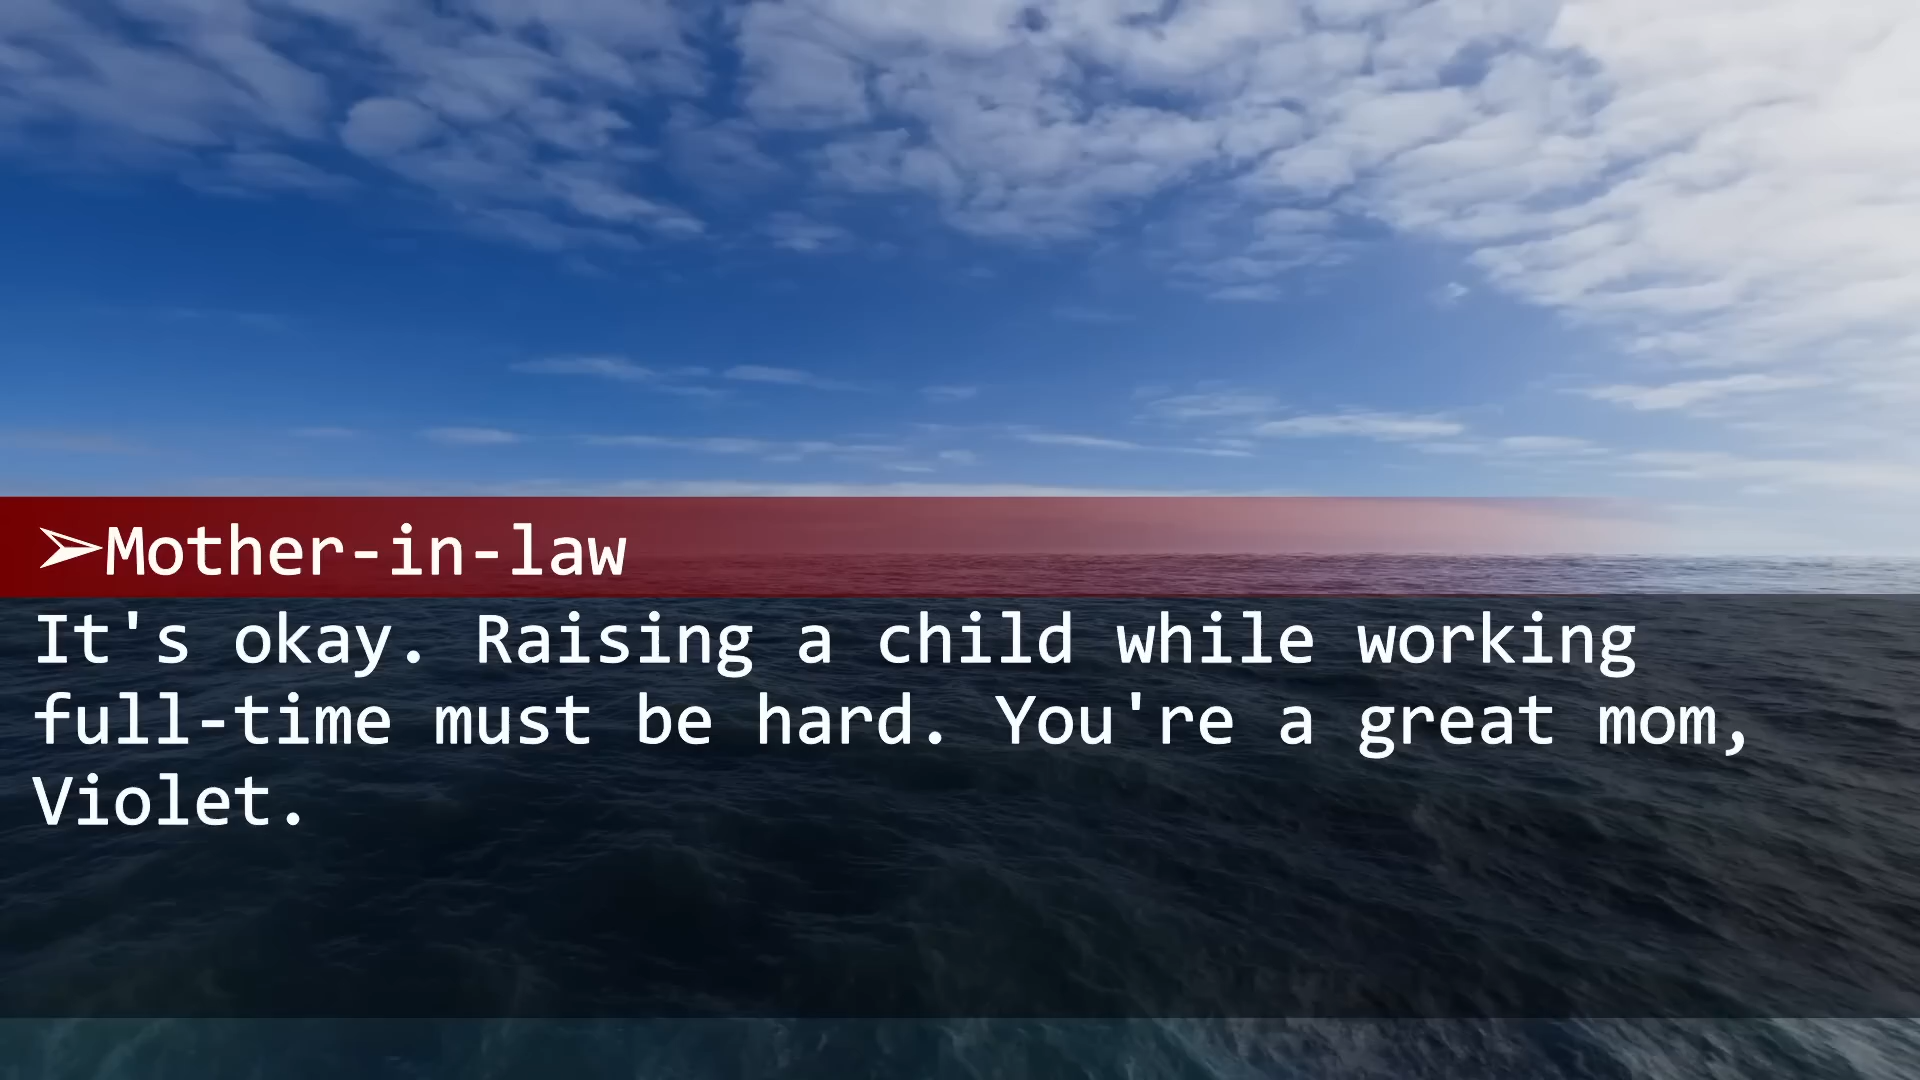 ➢Mother-in-law
It's okay. Raising a child while working
full-time must be hard. You're a great mom,
Violet.